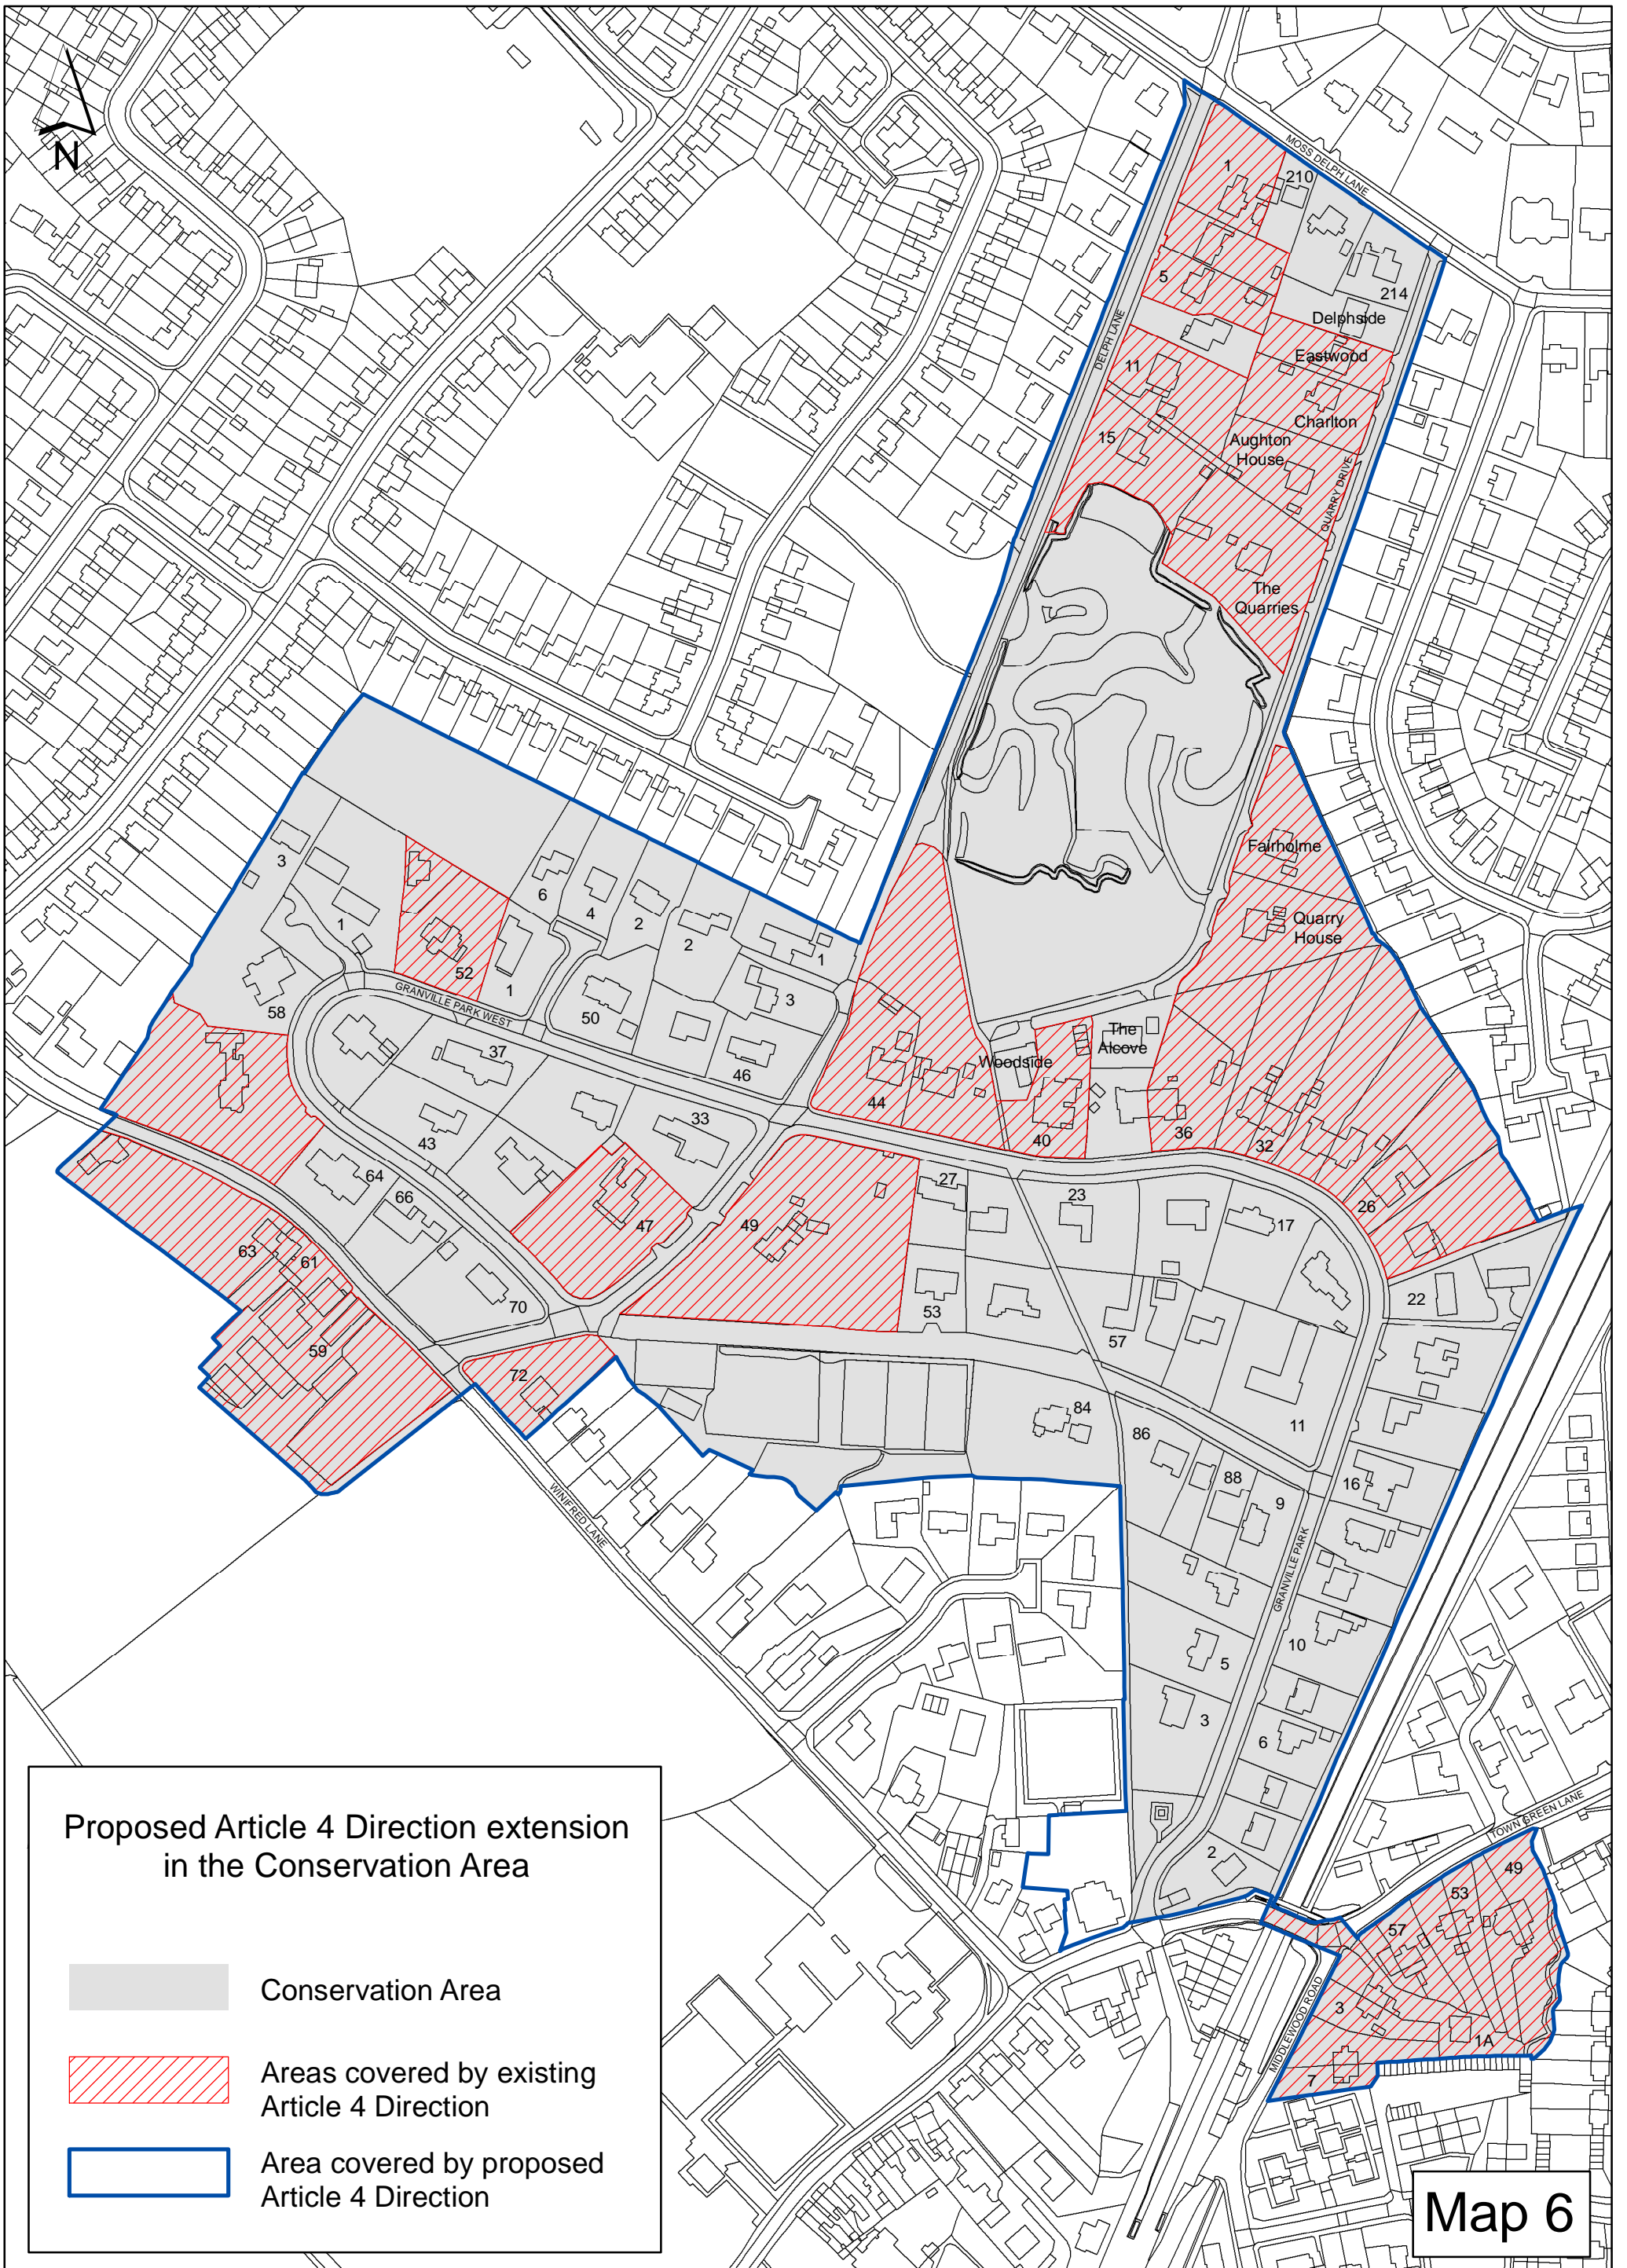 N
MOSS DELPH LANE
1
210
5
214
Delphside
DELPH LANE
Eastwood
11
Charlton
15
Aughton
House
QUARRY DRIVE
The
Quarries
Fairholme
3
6
4
2
2
1
1
Quarry
House
52
1
3
GRANVILLE PARK WEST
58
50
The
Alcove
37
Woodside
46
44
33
40
36
32
43
64
66
27
23
47
49
17
26
63
61
70
53
57
22
59
72
84
86
11
88
9
16
WINIFRED LANE
GRANVILLE PARK
10
5
3
6
2
TOWN GREEN LANE
49
53
57
MIDDLEWOOD ROAD
3
1A
7
Proposed Article 4 Direction extension
in the Conservation Area
Conservation Area
Areas covered by existing
Article 4 Direction
Area covered by proposed
Article 4 Direction
Map 6